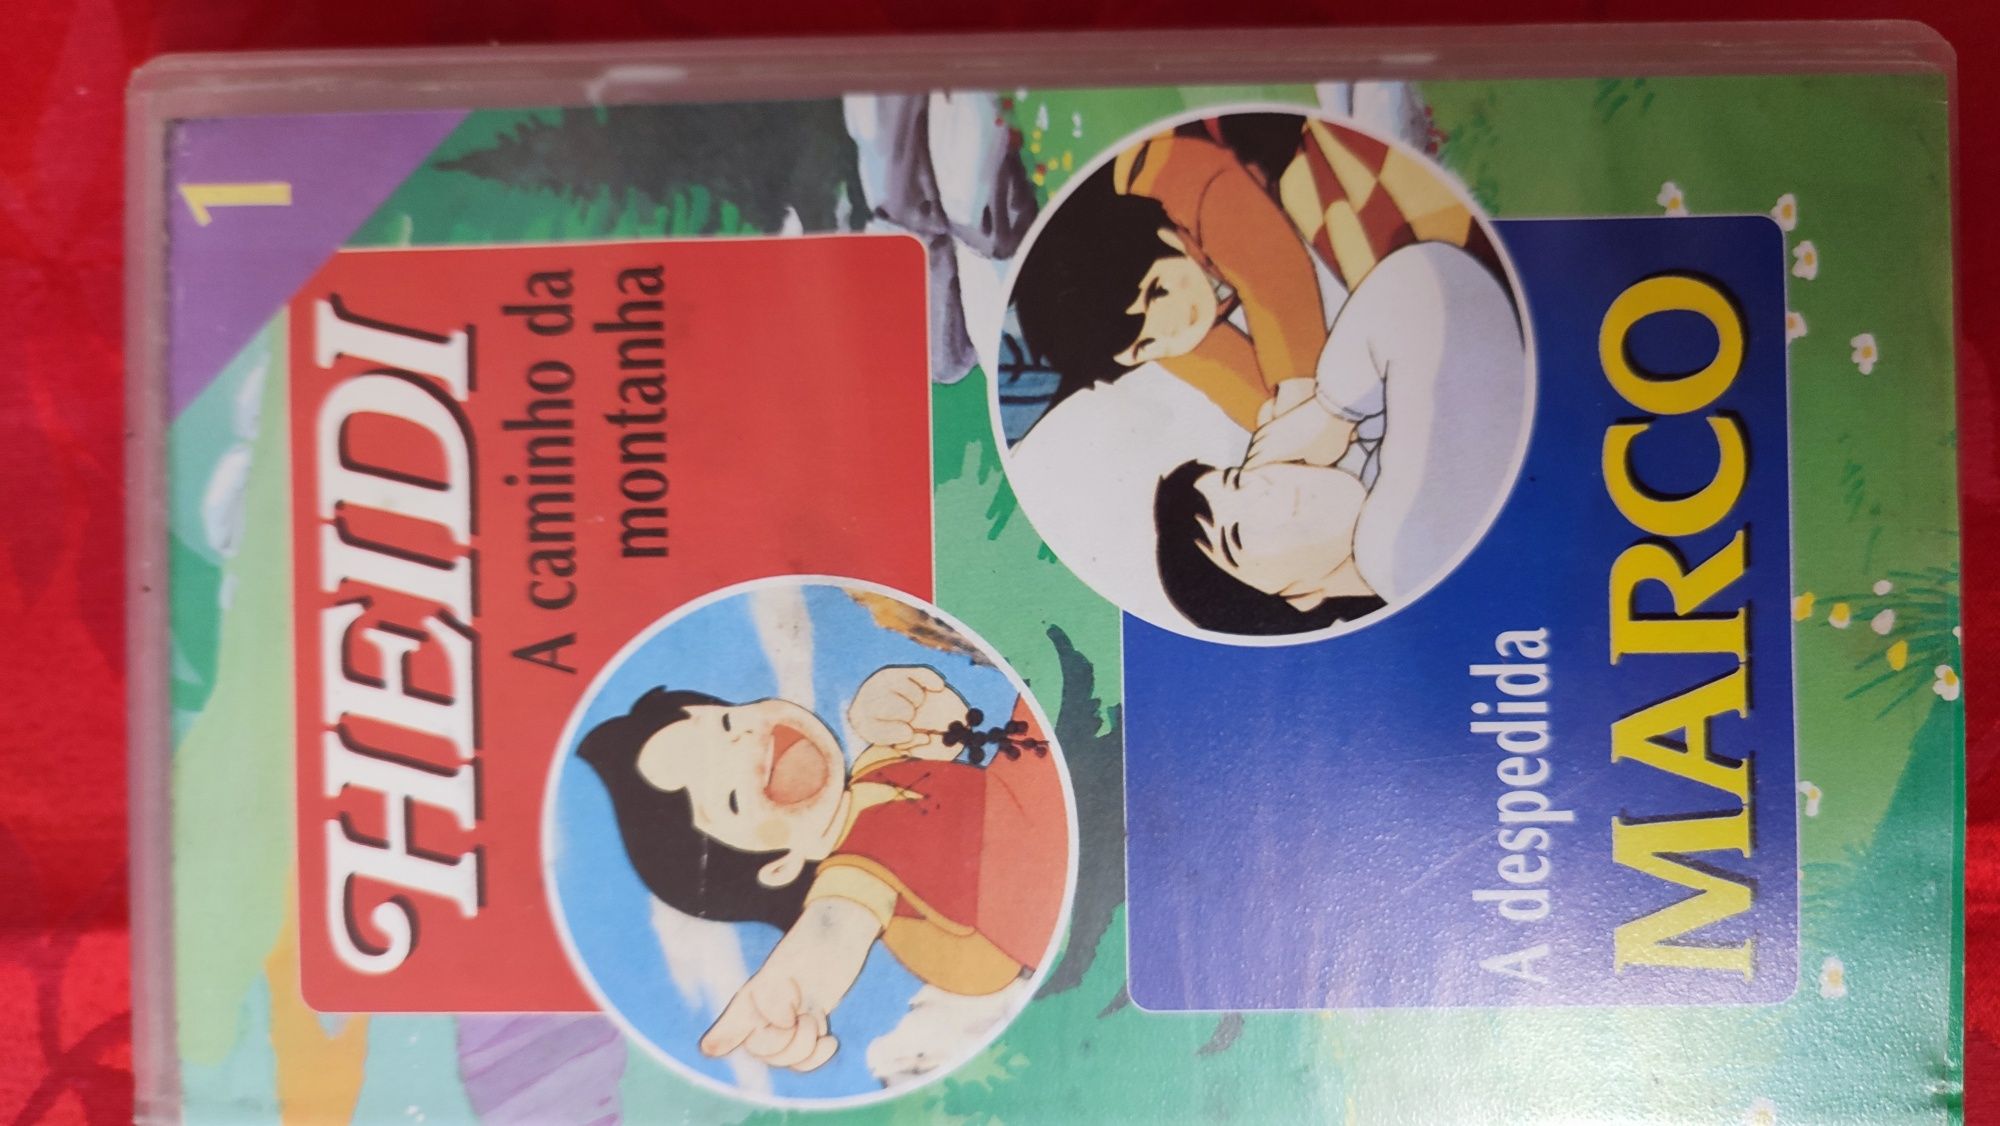 1
HEIDI
A caminho da
montanha
A despedida
MARCO